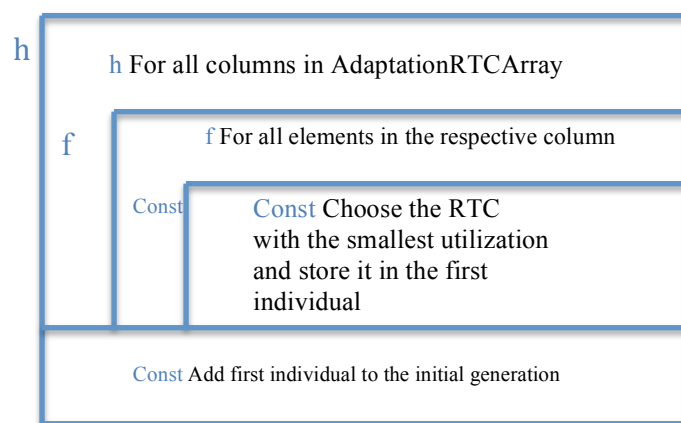 h
h For all columns in AdaptationRTCArray
f
f For all elements in the respective column
Const
Const Choose the RTC
with the smallest utilization
and store it in the first
individual
Const Add first individual to the initial generation